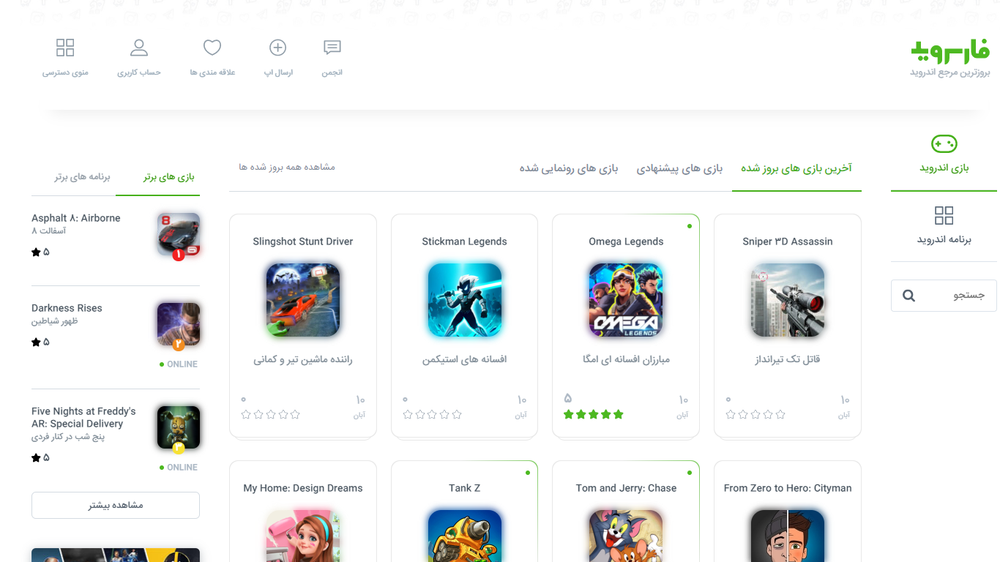 فارسروید
بروزترین مرجع اندروید
انجمن
ارسال اپ
علاقه مندی ها
حساب کاربری
منوی دسترسی
بازی اندروید
برنامه اندروید
جستجو
آخرین بازی های بروز شده
بازی های پیشنهادی
بازی های رونمایی شده
مشاهده همه بروز شده ها
Sniper ۳D Assassin
قاتل تک تیرانداز
۱۰
آبان
۰
Omega Legends
OMEGA
LEGENDS
مبارزان افسانه ای امگا
۱۰
آبان
۵
Stickman Legends
افسانه های استیکمن
۱۰
آبان
۰
Slingshot Stunt Driver
راننده ماشین تیر و کمانی
۱۰
آبان
۰
From Zero to Hero: Cityman
Tom and Jerry: Chase
Tank Z
My Home: Design Dreams
بازی های برتر
برنامه های برتر
Asphalt ۸: Airborne
آسفالت ۸
۵
8
۱
Darkness Rises
ظهور شیاطین
۵
۲
ONLINE
Five Nights at Freddy's
AR: Special Delivery
پنج شب در کنار فردی
۵
۳
ONLINE
مشاهده بیشتر